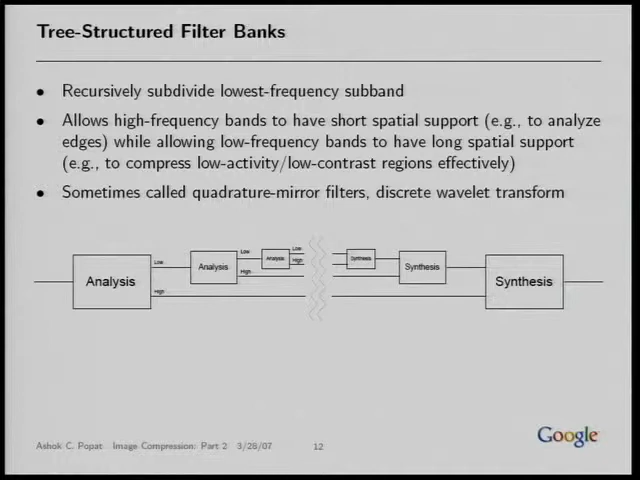 Tree-Structured Filter Banks
• Recursively subdivide lowest-frequency subband
• Allows high-frequency bands to have short spatial support (e.g., to analyze
edges) while allowing low-frequency bands to have long spatial support
(e.g., to compress low-activity/low-contrast regions effectively)
• Sometimes called quadrature-mirror filters, discrete wavelet transform
Analysis
Low
High
Analysis
Low
High
Analysis
Low
High
Synthesis
Synthesis
Synthesis
Ashok C. Popat Image Compression: Part 2 3/28/07 12
Google